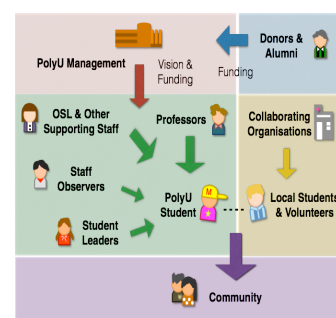 Donors &
Alumni
PolyU Management
Vision &
Funding
Funding
OSL & Other
Supporting Staff
Professors
Collaborating
Organisations
Staff
Observers
PolyU
Student
M
Local Students
& Volunteers
Student
Leaders
Community